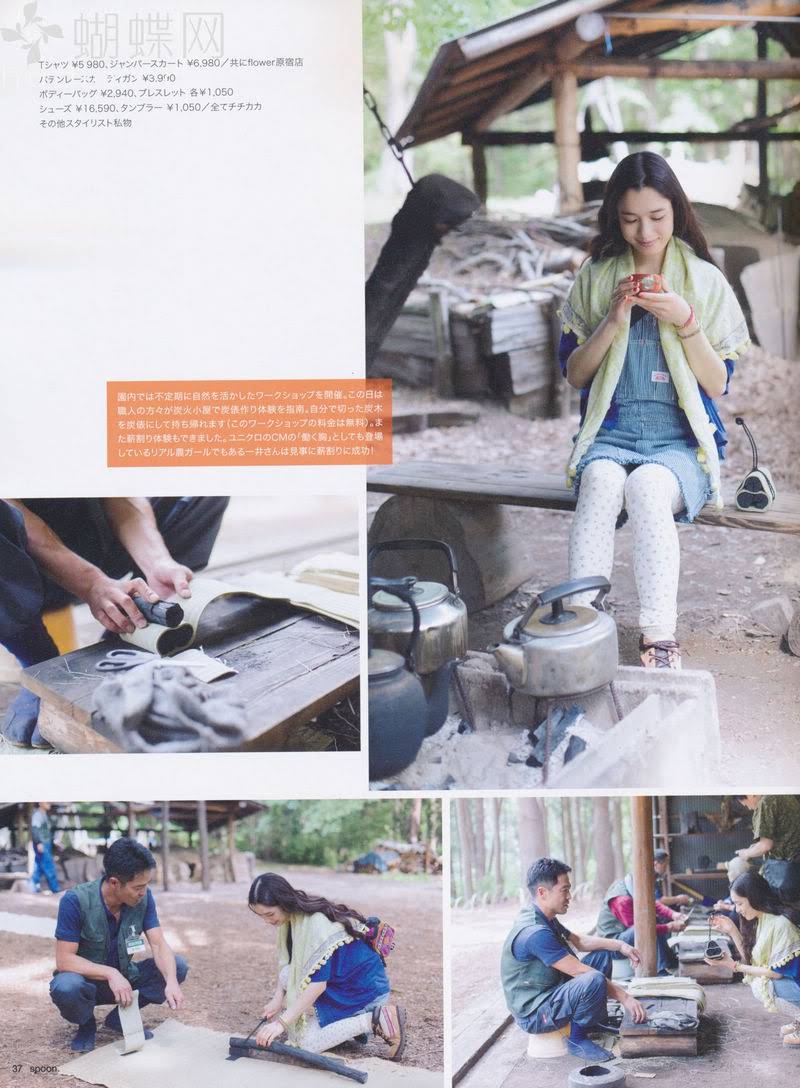 蝴蝶网
Tシャツ ¥5,980、ジャンパースカート ¥6,980／共にflower原宿店
バテンレースカーディガン ¥3,990
ボディーバッグ ¥2,940、ブレスレット 各¥1,050
シューズ ¥16,590、タンブラー ¥1,050／全てチチカカ
その他スタイリスト私物
園内では不定期に自然を活かしたワークショップを開催。この日は
職人の方々が炭火小屋で炭俵作り体験を指南。自分で切った炭木
を炭俵にして持ち帰れます（このワークショップの料金は無料）。ま
た薪割り体験もできました。ユニクロのCMの「働く胸」としても登場
しているリアル農ガールでもある一井さんは見事に薪割りに成功！
37 spoon.